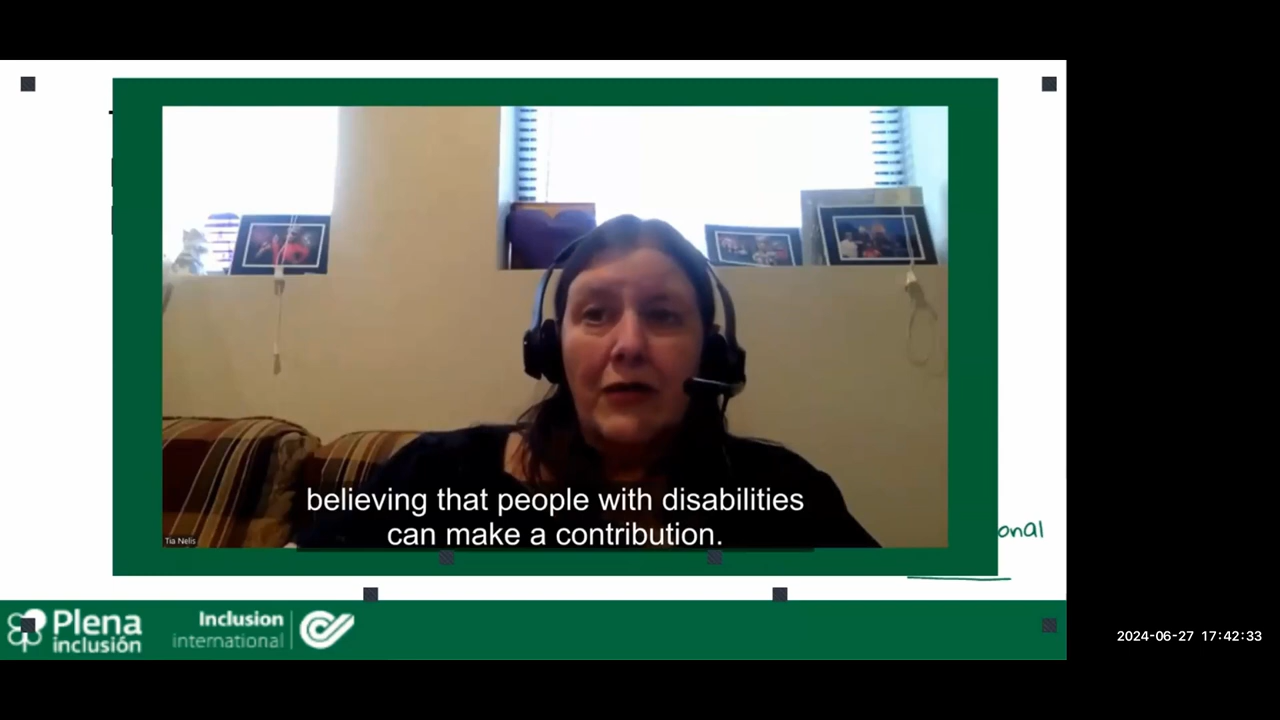 believing that people with disabilities
can make a contribution.
Tia Nelis
onal
Plena
inclusión
Inclusion
international
2024-06-27 17:42:33